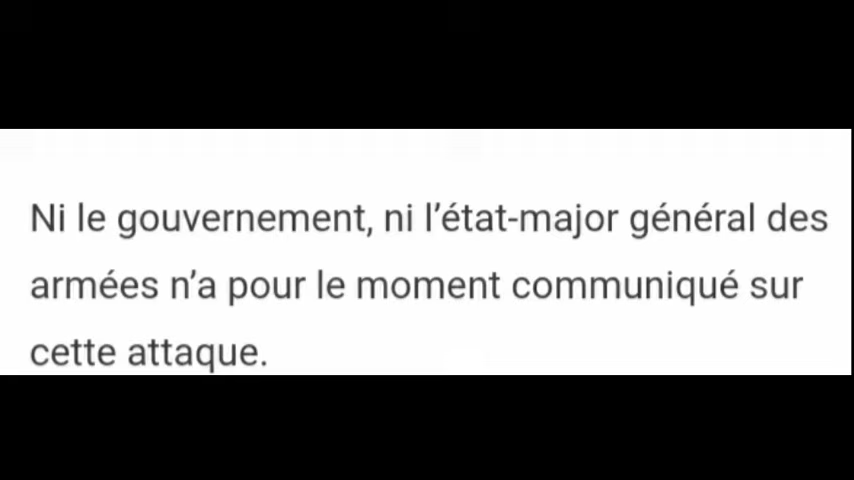 Ni le gouvernement, ni l’état-major général des
armées n’a pour le moment communiqué sur
cette attaque.